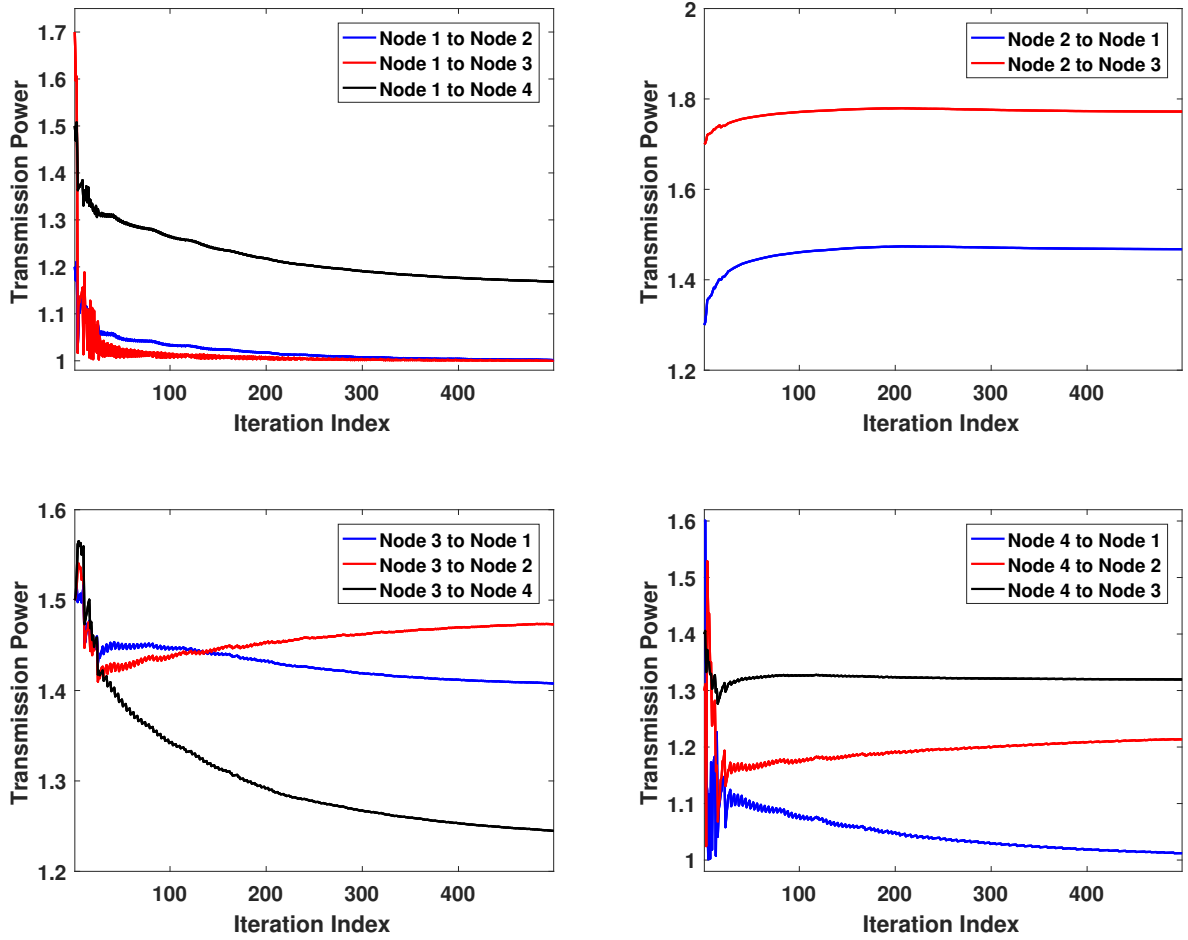 1.7
1.6
1.5
1.4
1.3
1.2
1.1
1
Transmission Power
Node 1 to Node 2
Node 1 to Node 3
Node 1 to Node 4
100
200
300
400
Iteration Index
2
1.8
1.6
1.4
1.2
Transmission Power
Node 2 to Node 1
Node 2 to Node 3
100
200
300
400
Iteration Index
1.6
1.5
1.4
1.3
1.2
Transmission Power
Node 3 to Node 1
Node 3 to Node 2
Node 3 to Node 4
100
200
300
400
Iteration Index
1.6
1.5
1.4
1.3
1.2
1.1
1
Transmission Power
Node 4 to Node 1
Node 4 to Node 2
Node 4 to Node 3
100
200
300
400
Iteration Index